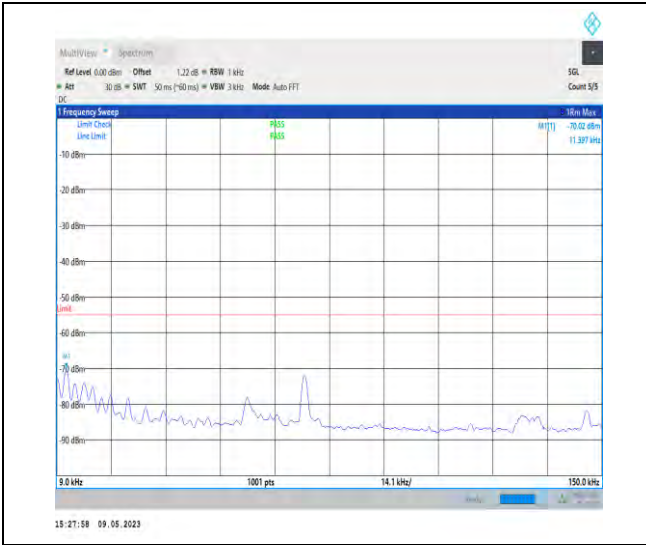 MultiView Spectrum
Ref Level 0.00 dBm Offset 1.22 dB RBW 1 kHz SGL
Att 30 dB SWT 50 ms (~60 ms) VBW 3 kHz Mode Auto FFT Count 5/5
DC
1 Frequency Sweep 1Rm Max
Limit Check PASS M1[1] -70.02 dBm
Line Limit PASS 11.397 kHz
-10 dBm
-20 dBm
-30 dBm
-40 dBm
-50 dBm
Limit
-60 dBm
M1
-70 dBm
-80 dBm
-90 dBm
9.0 kHz 1001 pts 14.1 kHz/ 150.0 kHz
15:27:58 09.05.2023